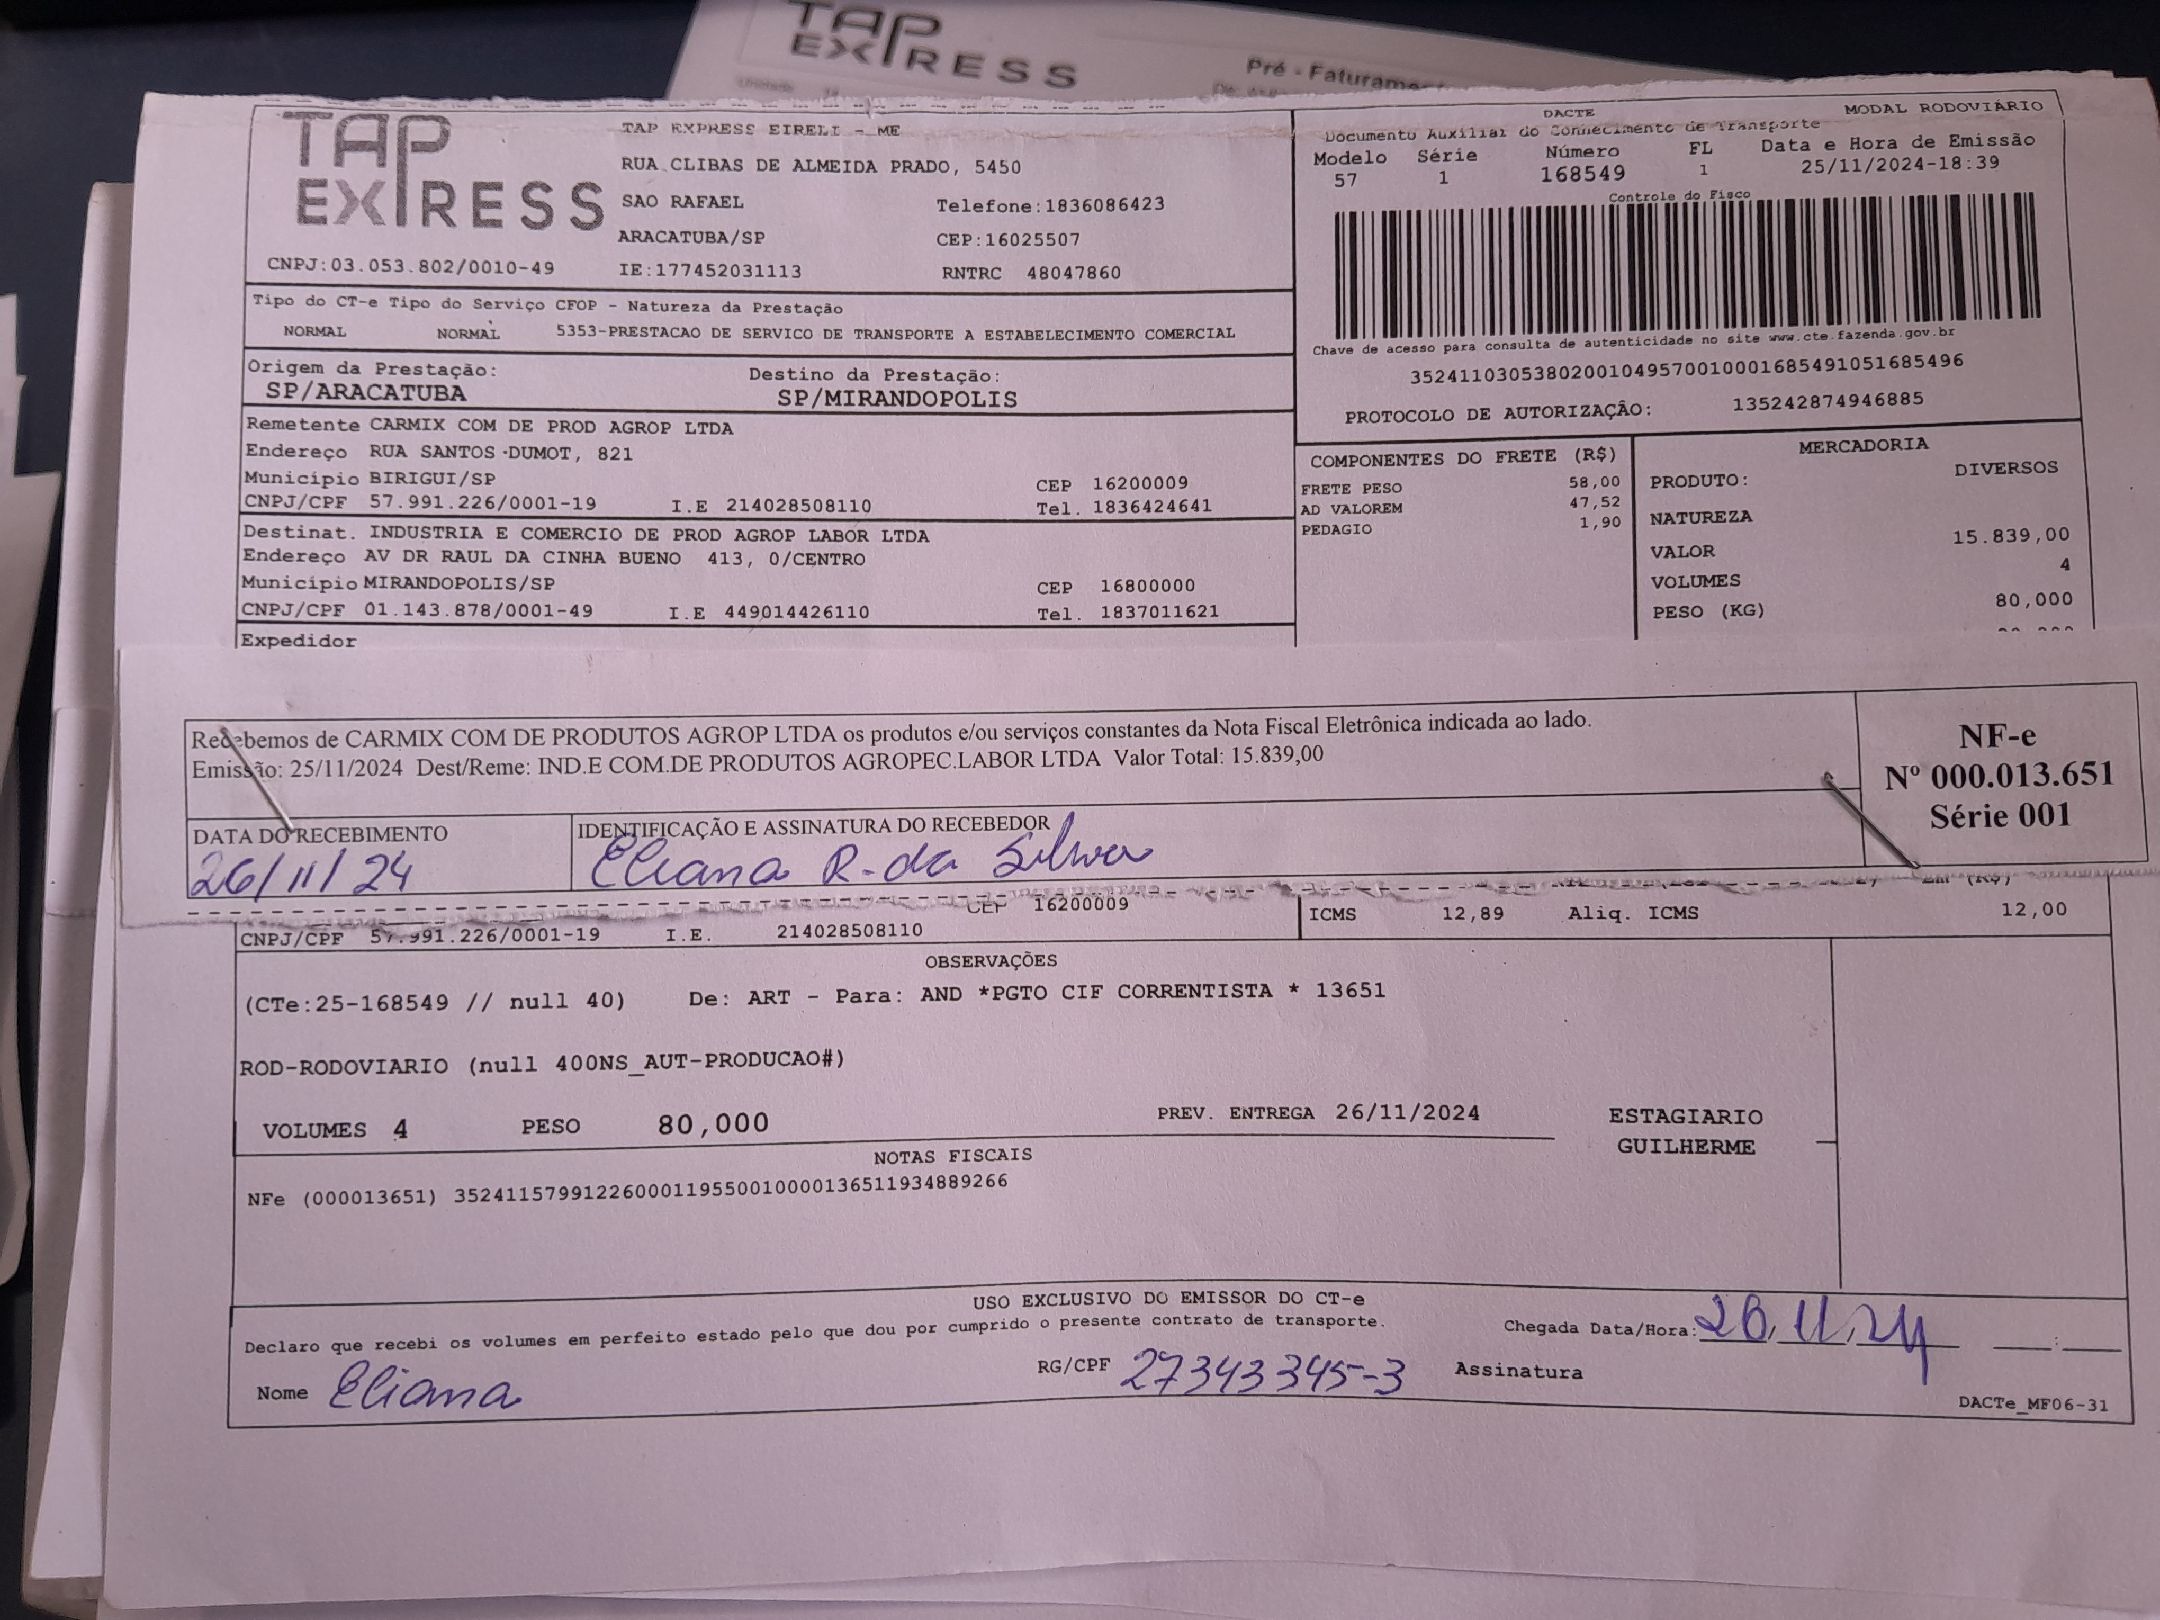 TAP
EXPRESS
Pré - Faturament
TAP
EXPRESS
TAP EXPRESS EIRELI - ME
RUA CLIBAS DE ALMEIDA PRADO, 5450
SAO RAFAEL Telefone:1836086423
ARACATUBA/SP CEP:16025507
CNPJ:03.053.802/0010-49 IE:177452031113 RNTRC 48047860
DACTE MODAL RODOVIÁRIO
Documento Auxiliar do Conhecimento de Transporte
Modelo Série Número FL Data e Hora de Emissão
57 1 168549 1 25/11/2024-18:39
Controle do Fisco
Chave de acesso para consulta de autenticidade no site www.cte.fazenda.gov.br
35241103053802001049570010001685491051685496
PROTOCOLO DE AUTORIZAÇÃO: 135242874946885
Tipo do CT-e Tipo do Serviço CFOP - Natureza da Prestação
NORMAL NORMAL 5353-PRESTACAO DE SERVICO DE TRANSPORTE A ESTABELECIMENTO COMERCIAL
Origem da Prestação: Destino da Prestação:
SP/ARACATUBA SP/MIRANDOPOLIS
Remetente CARMIX COM DE PROD AGROP LTDA
Endereço RUA SANTOS DUMOT, 821
Município BIRIGUI/SP CEP 16200009
CNPJ/CPF 57.991.226/0001-19 I.E 214028508110 Tel. 1836424641
Destinat. INDUSTRIA E COMERCIO DE PROD AGROP LABOR LTDA
Endereço AV DR RAUL DA CINHA BUENO 413, 0/CENTRO
Município MIRANDOPOLIS/SP CEP 16800000
CNPJ/CPF 01.143.878/0001-49 I.E 449014426110 Tel. 1837011621
Expedidor
COMPONENTES DO FRETE (R$)
FRETE PESO 58,00
AD VALOREM 47,52
PEDAGIO 1,90
MERCADORIA
PRODUTO: DIVERSOS
NATUREZA
VALOR 15.839,00
VOLUMES 4
PESO (KG) 80,000
Recebemos de CARMIX COM DE PRODUTOS AGROP LTDA os produtos e/ou serviços constantes da Nota Fiscal Eletrônica indicada ao lado.
Emissão: 25/11/2024 Dest/Reme: IND.E COM.DE PRODUTOS AGROPEC.LABOR LTDA Valor Total: 15.839,00
NF-e
Nº 000.013.651
Série 001
DATA DO RECEBIMENTO IDENTIFICAÇÃO E ASSINATURA DO RECEBEDOR
26/11/24 Eliana R. da Silva
CEP 16200009
CNPJ/CPF 57.991.226/0001-19 I.E. 214028508110
ICMS 12,89 Aliq. ICMS 12,00
OBSERVAÇÕES
(CTe:25-168549 // null 40) De: ART - Para: AND *PGTO CIF CORRENTISTA * 13651
ROD-RODOVIARIO (null 400NS_AUT-PRODUCAO#)
VOLUMES 4 PESO 80,000 PREV. ENTREGA 26/11/2024
ESTAGIARIO
GUILHERME
NOTAS FISCAIS
NFe (000013651) 35241157991226000119550010000136511934889266
USO EXCLUSIVO DO EMISSOR DO CT-e
Declaro que recebi os volumes em perfeito estado pelo que dou por cumprido o presente contrato de transporte. Chegada Data/Hora: 26/11/24
Nome Eliana RG/CPF 27343345-3 Assinatura
DACTe_MF06-31